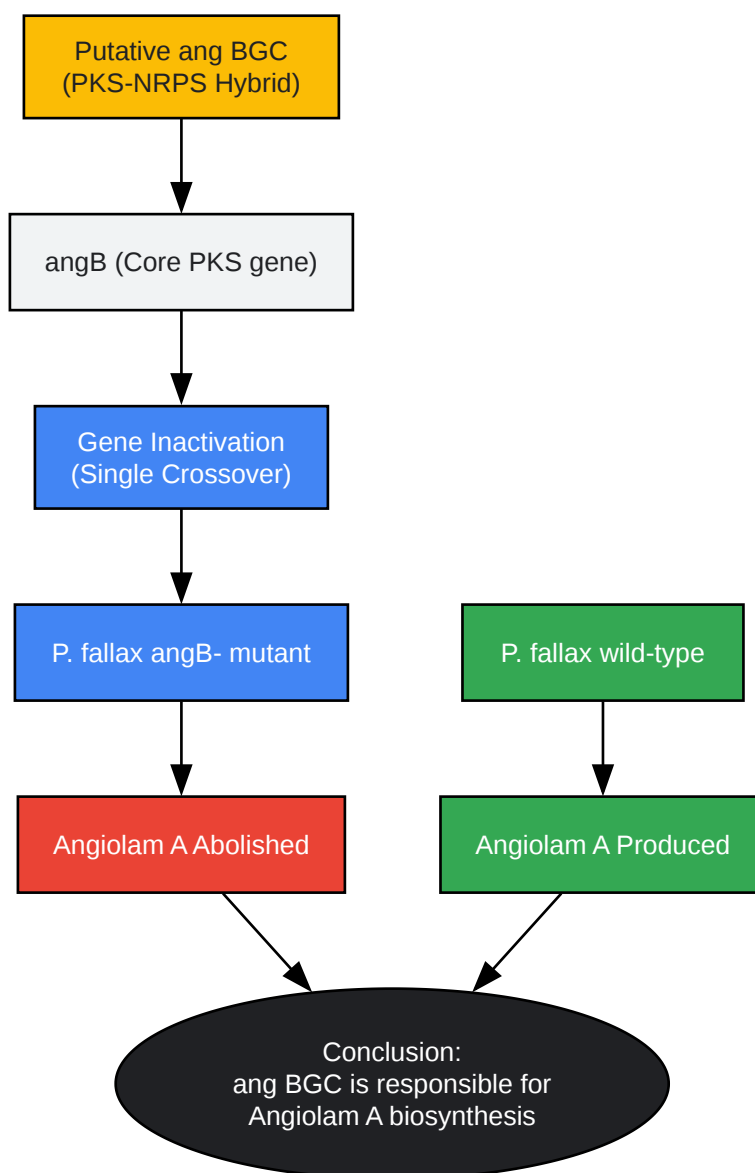 Putative ang BGC
(PKS-NRPS Hybrid)
angB (Core PKS gene)
Gene Inactivation
(Single Crossover)
P. fallax angB- mutant
P. fallax wild-type
Angiolam A Abolished
Angiolam A Produced
Conclusion:
ang BGC is responsible for
Angiolam A biosynthesis